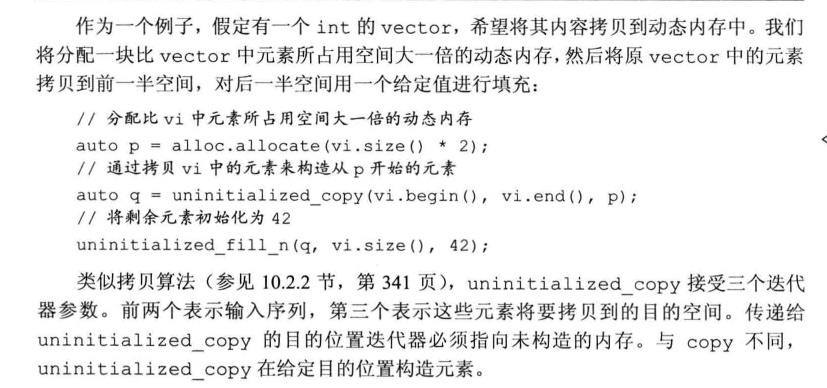 作为一个例子，假定有一个 int 的 vector，希望将其内容拷贝到动态内存中。我们
将分配一块比 vector 中元素所占用空间大一倍的动态内存，然后将原 vector 中的元素
拷贝到前一半空间，对后一半空间用一个给定值进行填充：
// 分配比 vi 中元素所占用空间大一倍的动态内存
auto p = alloc.allocate(vi.size() * 2);
// 通过拷贝 vi 中的元素来构造从 p 开始的元素
auto q = uninitialized_copy(vi.begin(), vi.end(), p);
// 将剩余元素初始化为 42
uninitialized_fill_n(q, vi.size(), 42);
类似拷贝算法（参见 10.2.2 节，第 341 页），uninitialized_copy 接受三个迭代
器参数。前两个表示输入序列，第三个表示这些元素将要拷贝到的目的空间。传递给
uninitialized_copy 的目的位置迭代器必须指向未构造的内存。与 copy 不同，
uninitialized_copy 在给定目的位置构造元素。